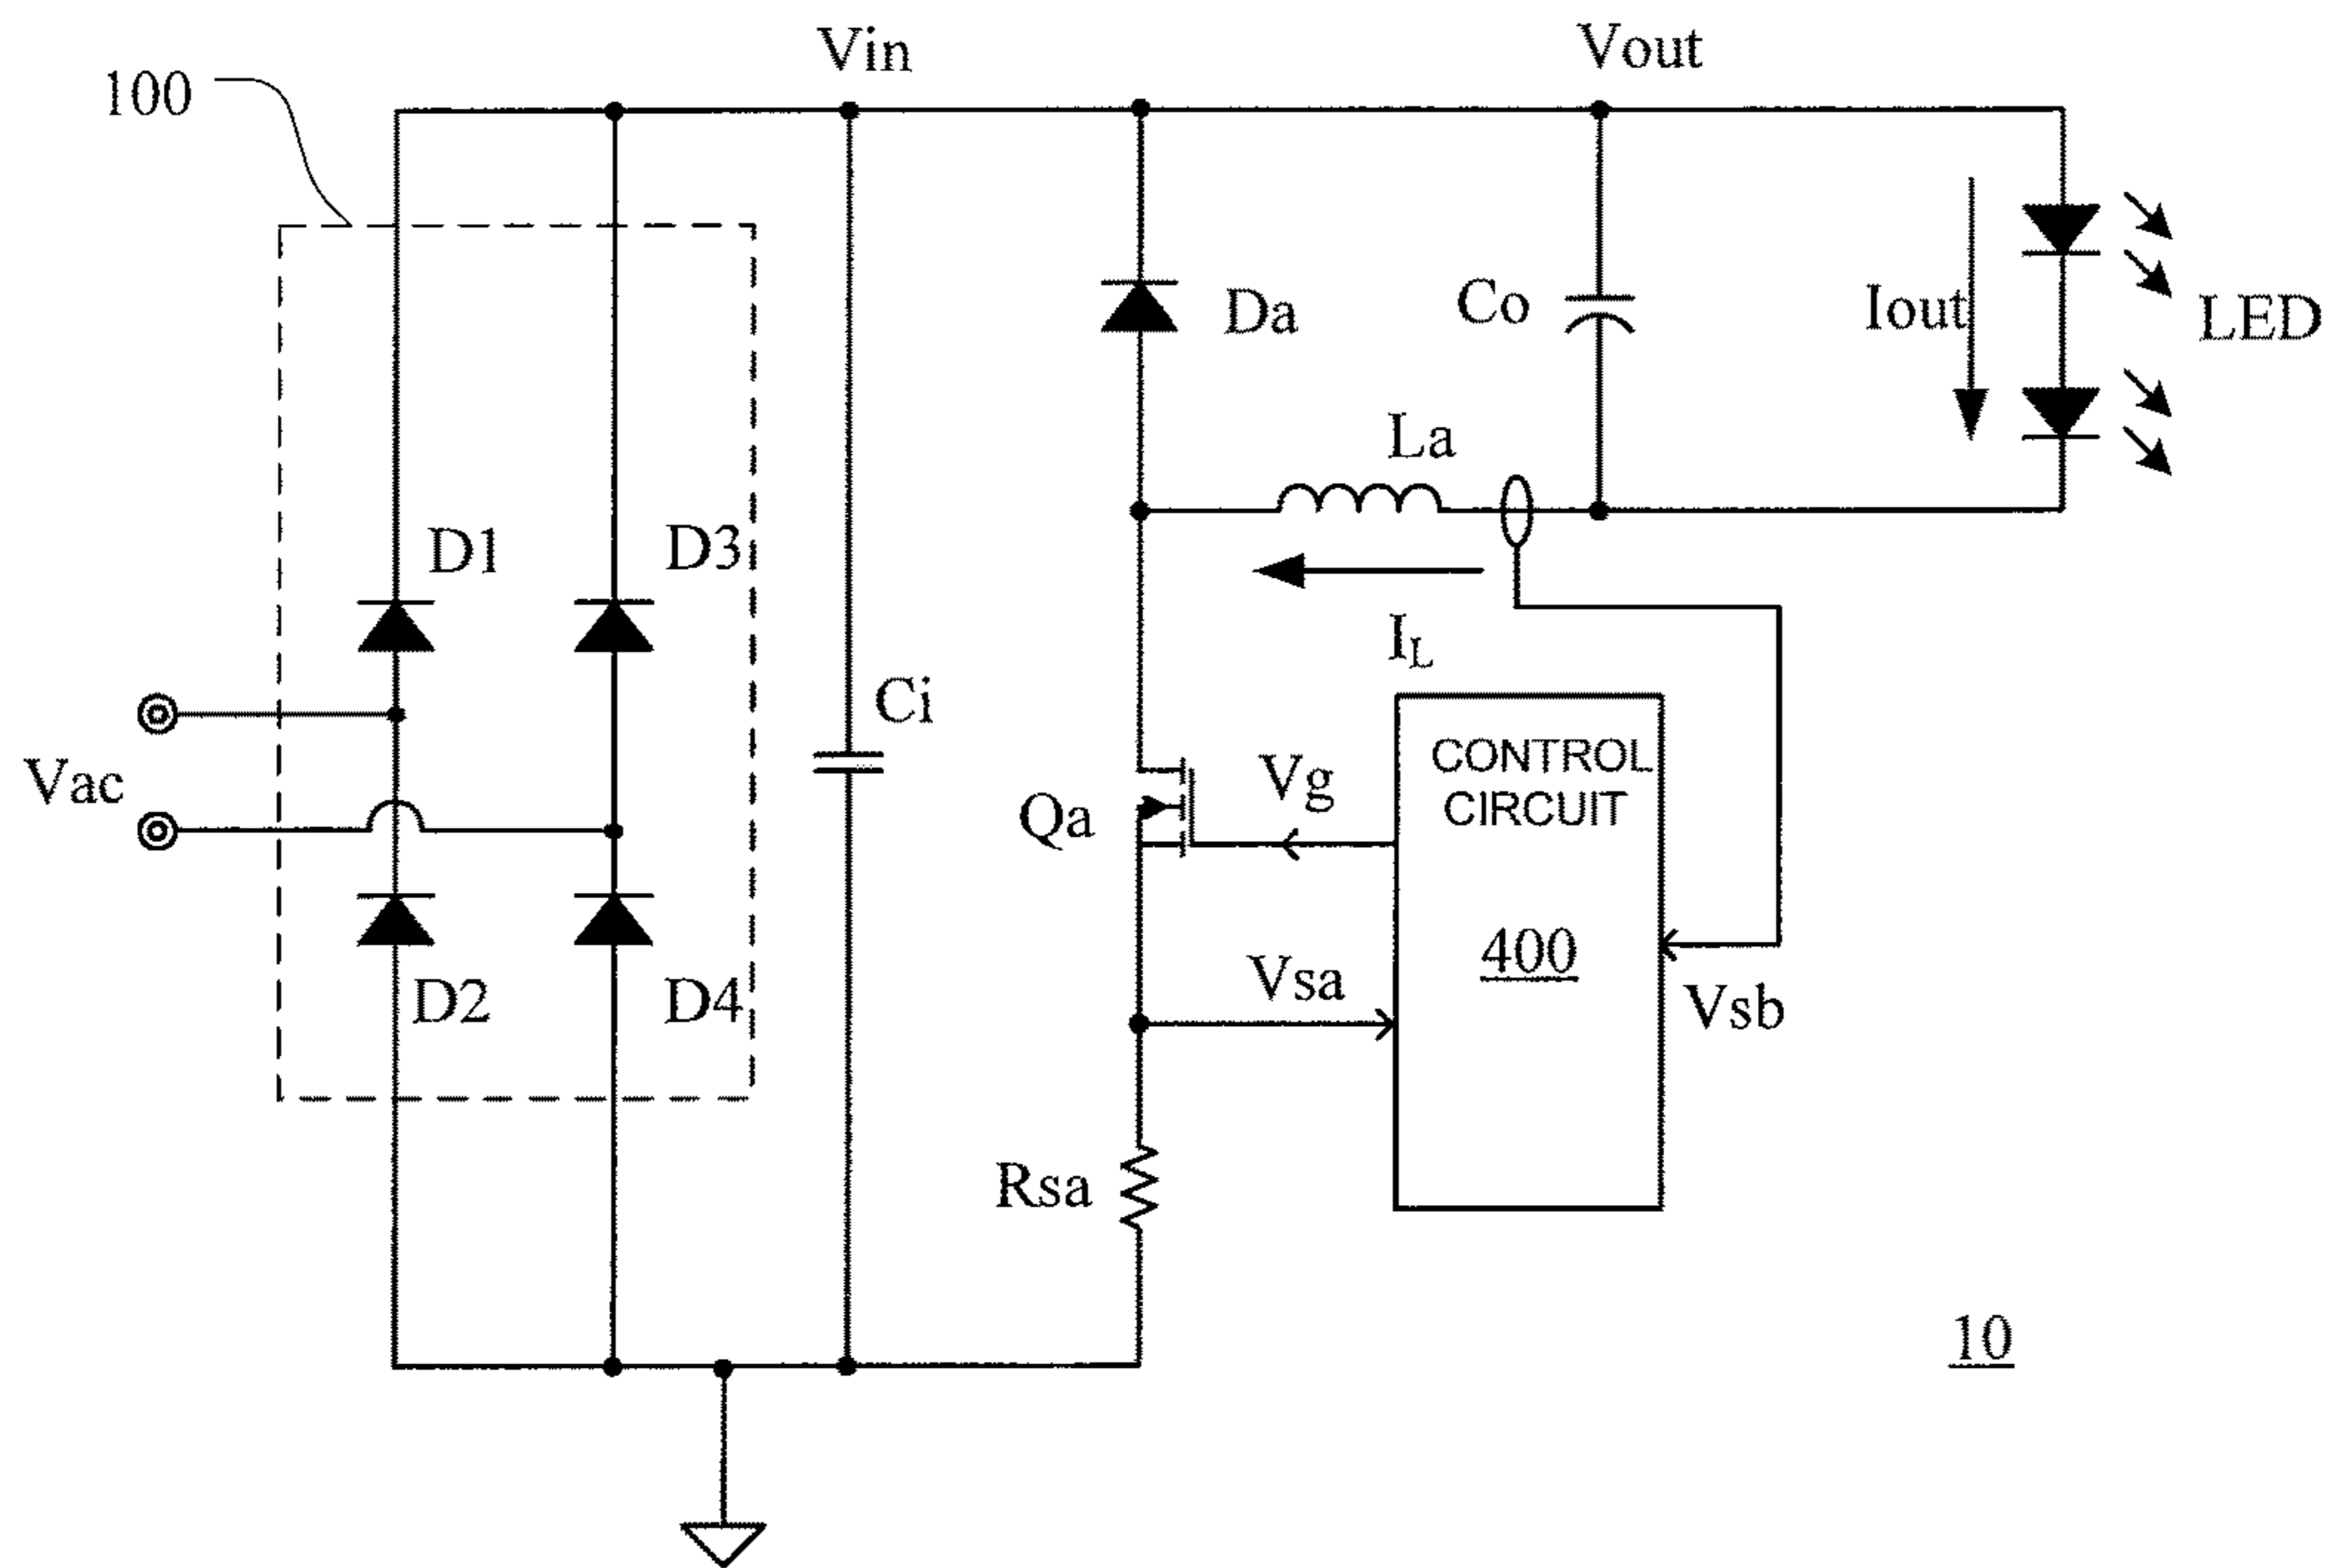 Vin
Vout
100
Da
Co
Iout
LED
La
D1
D3
I_L
Ci
Vac
Vg
Qa
CONTROL
CIRCUIT
400
D2
D4
Vsa
Vsb
Rsa
10